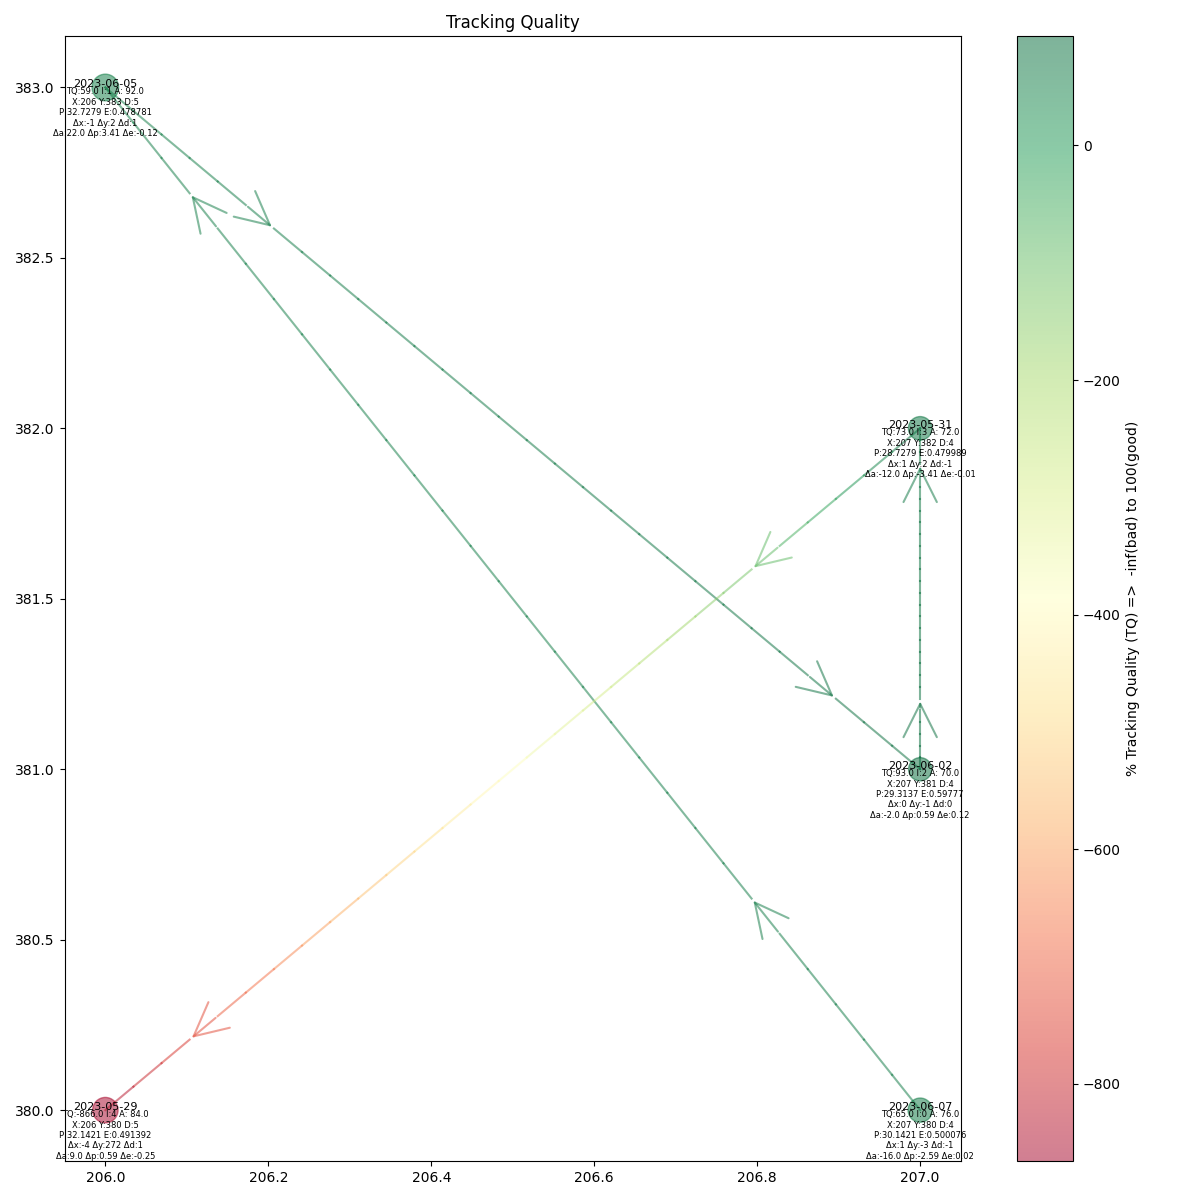 Tracking Quality
383.0
382.5
382.0
381.5
381.0
380.5
380.0
206.0
206.2
206.4
206.6
206.8
207.0
2023-06-05
TQ:59.0 I:1 A: 92.0
X:206 Y:383 D:5
P:32.7279 E:0.478781
Δx:-1 Δy:2 Δd:1
Δa:22.0 Δp:3.41 Δe:-0.12
2023-05-31
TQ:73.0 I:3 A: 72.0
X:207 Y:382 D:4
P:28.7279 E:0.479989
Δx:1 Δy:2 Δd:-1
Δa:-12.0 Δp:-3.41 Δe:-0.01
2023-06-02
TQ:93.0 I:2 A: 70.0
X:207 Y:381 D:4
P:29.3137 E:0.59777
Δx:0 Δy:-1 Δd:0
Δa:-2.0 Δp:0.59 Δe:0.12
2023-05-29
TQ:-866.0 I:4 A: 84.0
X:206 Y:380 D:5
P:32.1421 E:0.491392
Δx:-4 Δy:272 Δd:1
Δa:9.0 Δp:0.59 Δe:-0.25
2023-06-07
TQ:65.0 I:0 A: 76.0
X:207 Y:380 D:4
P:30.1421 E:0.500076
Δx:1 Δy:-3 Δd:-1
Δa:-16.0 Δp:-2.59 Δe:0.02
0
−200
−400
−600
−800
% Tracking Quality (TQ) => -inf(bad) to 100(good)